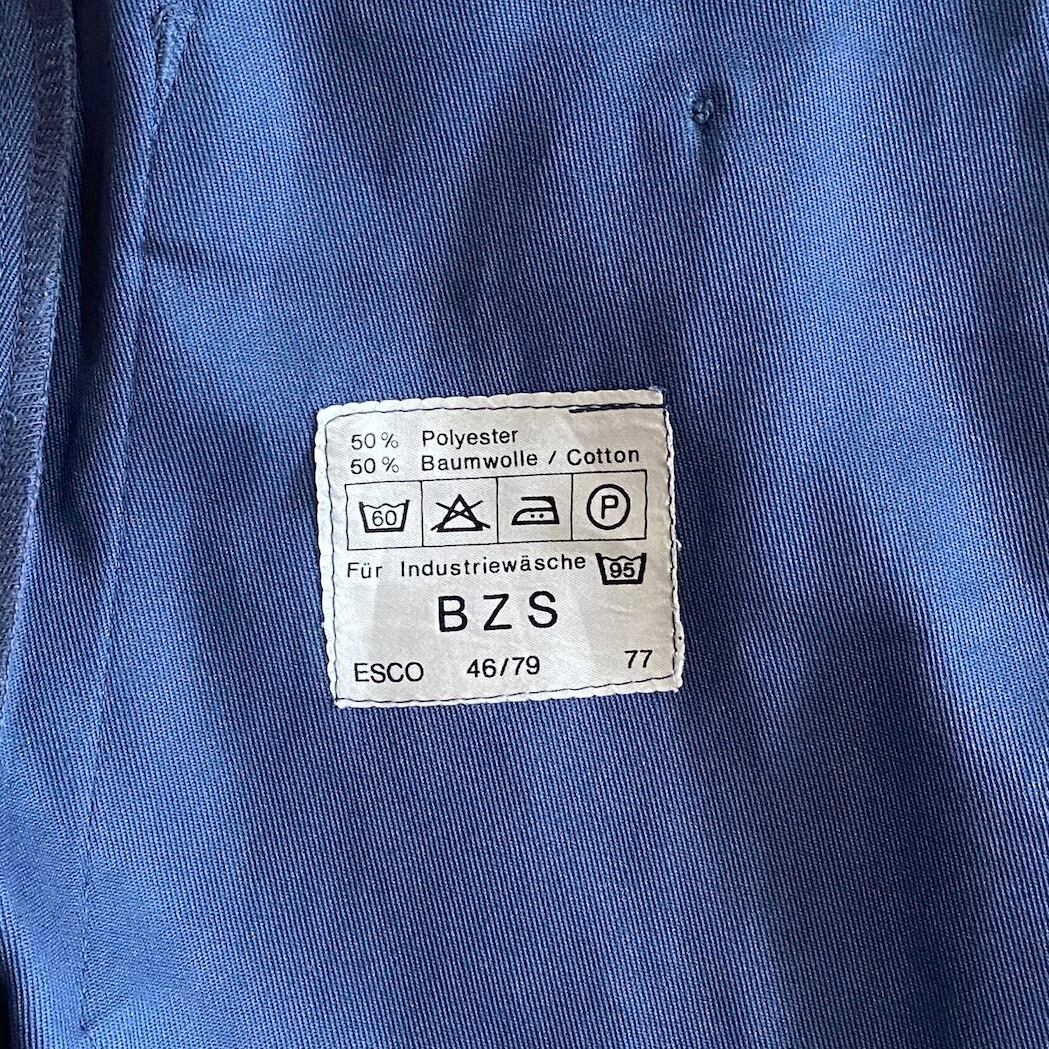 50% Polyester
50% Baumwolle / Cotton
60 P
Für Industriewäsche 95
BZS
ESCO 46/79 77